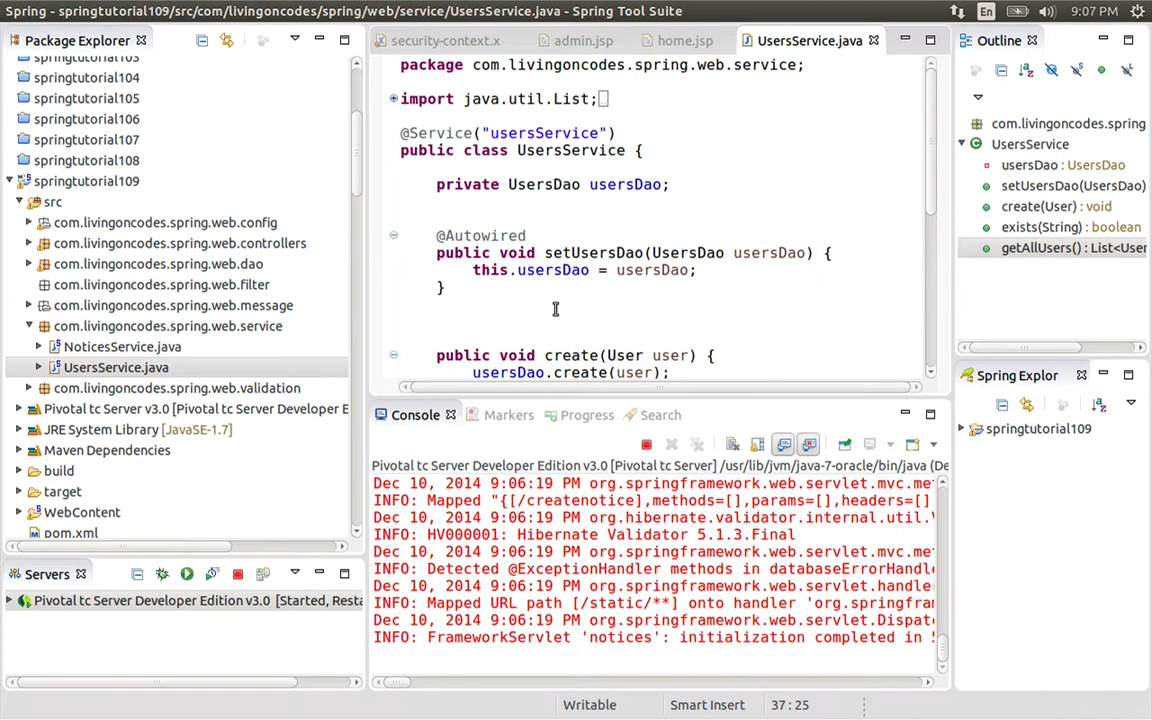 Spring - springtutorial109/src/com/livingoncodes/spring/web/service/UsersService.java - Spring Tool Suite
En
9:07 PM
Package Explorer
springtutorial103
springtutorial104
springtutorial105
springtutorial106
springtutorial107
springtutorial108
springtutorial109
src
com.livingoncodes.spring.web.config
com.livingoncodes.spring.web.controllers
com.livingoncodes.spring.web.dao
com.livingoncodes.spring.web.filter
com.livingoncodes.spring.web.message
com.livingoncodes.spring.web.service
NoticesService.java
UsersService.java
com.livingoncodes.spring.web.validation
Pivotal tc Server v3.0 [Pivotal tc Server Developer E
JRE System Library [JavaSE-1.7]
Maven Dependencies
build
target
WebContent
pom.xml
Servers
Pivotal tc Server Developer Edition v3.0 [Started, Resta
security-context.x
admin.jsp
home.jsp
UsersService.java
package com.livingoncodes.spring.web.service;
import java.util.List;
@Service("usersService")
public class UsersService {
private UsersDao usersDao;
@Autowired
public void setUsersDao(UsersDao usersDao) {
this.usersDao = usersDao;
}
public void create(User user) {
usersDao.create(user);
Console
Markers
Progress
Search
Pivotal tc Server Developer Edition v3.0 [Pivotal tc Server] /usr/lib/jvm/java-7-oracle/bin/java (De
Dec 10, 2014 9:06:19 PM org.springframework.web.servlet.mvc.met
INFO: Mapped "{[/createnotice],methods=[],params=[],headers=[]
Dec 10, 2014 9:06:19 PM org.hibernate.validator.internal.util.V
INFO: HV000001: Hibernate Validator 5.1.3.Final
Dec 10, 2014 9:06:19 PM org.springframework.web.servlet.mvc.met
INFO: Detected @ExceptionHandler methods in databaseErrorHandle
Dec 10, 2014 9:06:19 PM org.springframework.web.servlet.handler
INFO: Mapped URL path [/static/**] onto handler 'org.springfram
Dec 10, 2014 9:06:19 PM org.springframework.web.servlet.Dispat
INFO: FrameworkServlet 'notices': initialization completed in 5
Outline
com.livingoncodes.spring
UsersService
usersDao : UsersDao
setUsersDao(UsersDao)
create(User) : void
exists(String) : boolean
getAllUsers() : List<User
Spring Explor
springtutorial109
Writable
Smart Insert
37 : 25